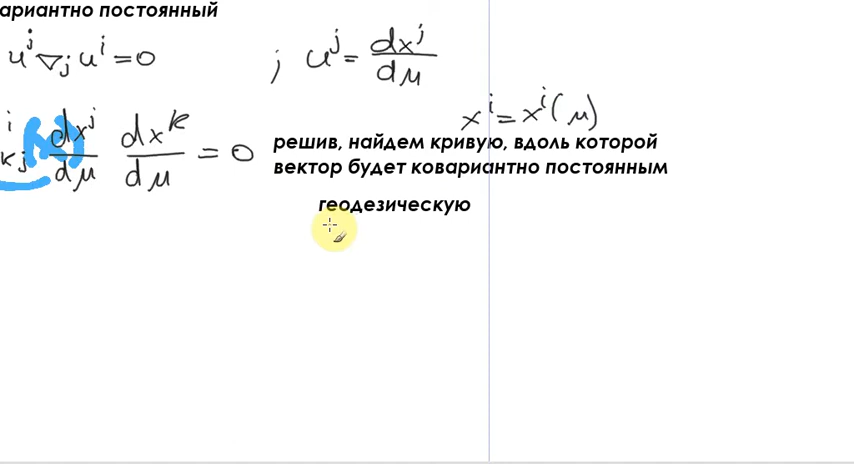 ариантно постоянный
u^j ∇_j u^i = 0 ; u^j = dx^j/dμ
x^i = x^i(μ)
^i_kj dx^j/dμ dx^k/dμ = 0
решив, найдем кривую, вдоль которой
вектор будет ковариантно постоянным
геодезическую